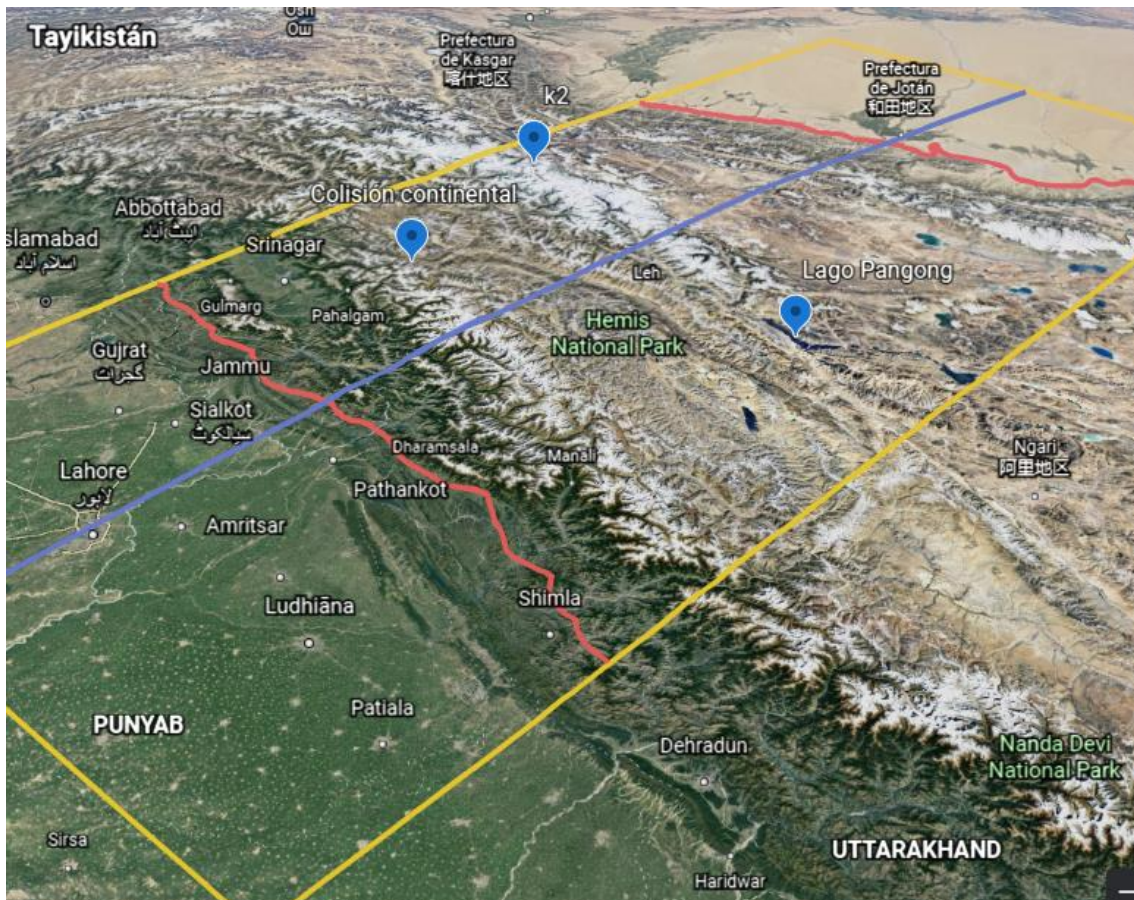 Tayikistán
Osh
Ош
Prefectura
de Kasgar
喀什地区
Prefectura
de Jotán
和田地区
k2
Colisión continental
Abbottabad
ایبٹ آباد
slamabad
اسلام آباد
Srinagar
Leh
Lago Pangong
Gulmarg
Pahalgam
Hemis
National Park
Gujrat
گجرات
Jammu
Sialkot
سیالکوٹ
Dharamsala
Manali
Ngari
阿里地区
Lahore
لاہور
Pathankot
Amritsar
Ludhiāna
Shimla
PUNYAB
Patiala
Dehradun
Nanda Devi
National Park
Sirsa
UTTARAKHAND
Haridwar